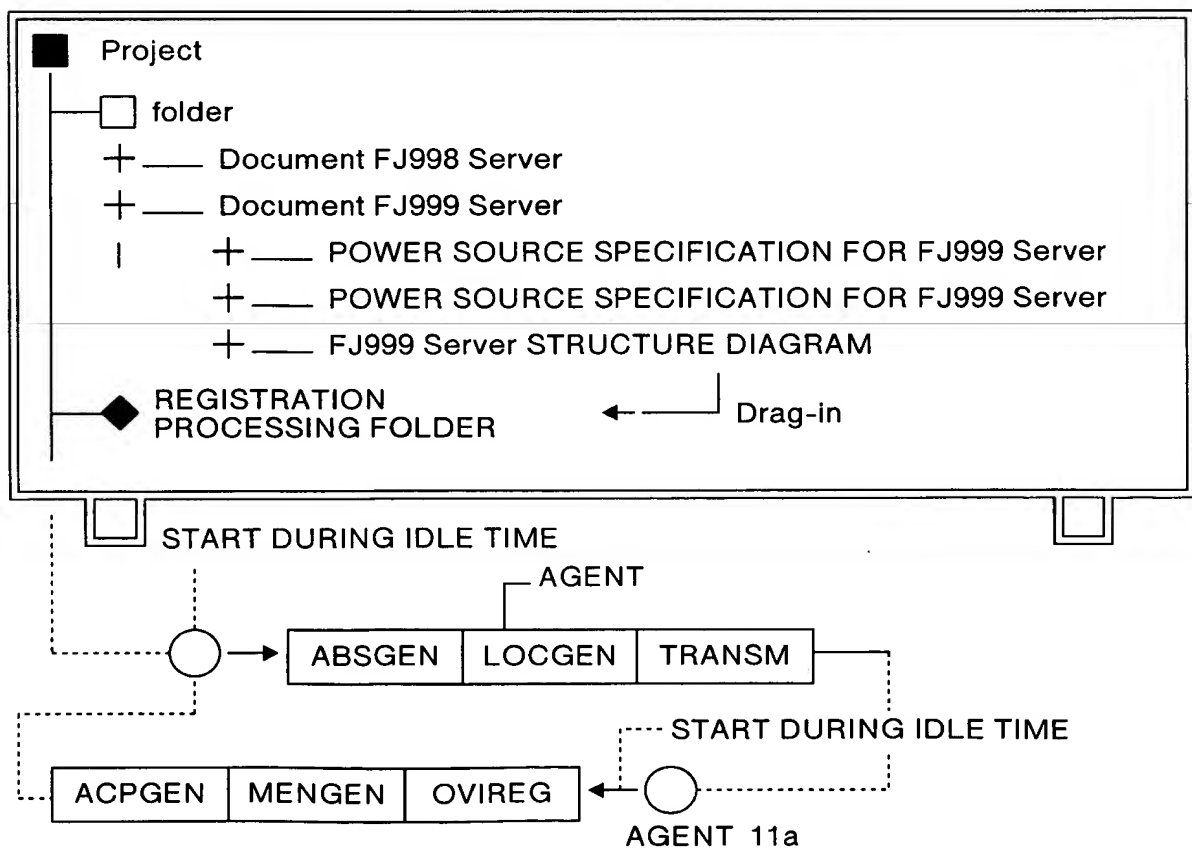 Project
folder
Document FJ998 Server
Document FJ999 Server
POWER SOURCE SPECIFICATION FOR FJ999 Server
POWER SOURCE SPECIFICATION FOR FJ999 Server
FJ999 Server STRUCTURE DIAGRAM
REGISTRATION
PROCESSING FOLDER
Drag-in
START DURING IDLE TIME
AGENT
ABSGEN LOCGEN TRANSM
START DURING IDLE TIME
ACPGEN MENGEN OVIREG
AGENT 11a